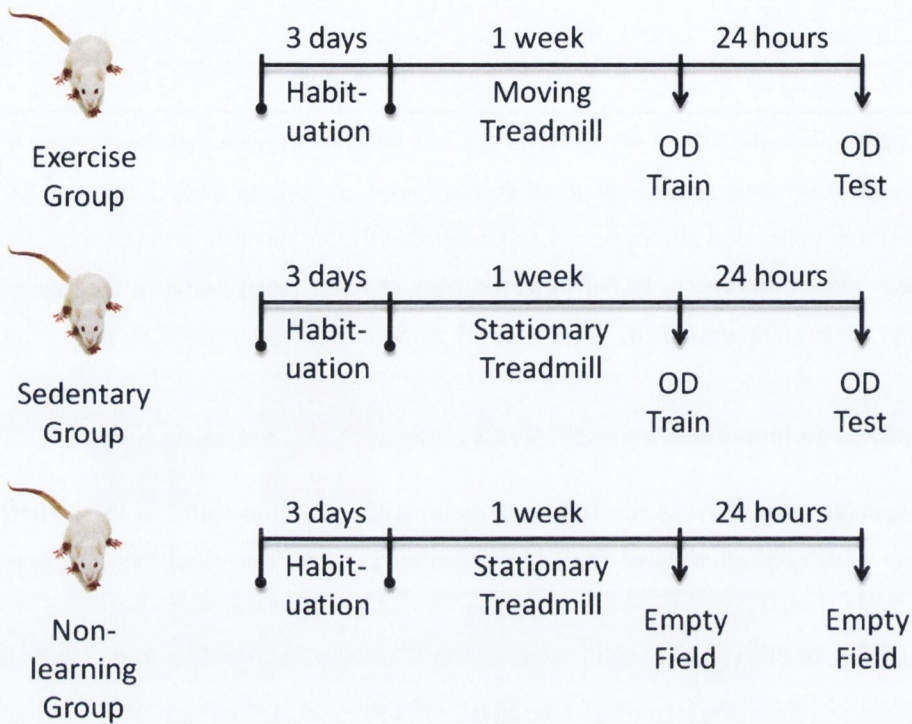 3 days 1 week 24 hours
Habit- Moving
uation Treadmill
Exercise OD OD
Group Train Test
3 days 1 week 24 hours
Habit- Stationary
uation Treadmill
Sedentary OD OD
Group Train Test
3 days 1 week 24 hours
Habit- Stationary
uation Treadmill
Non- Empty Empty
learning Field Field
Group